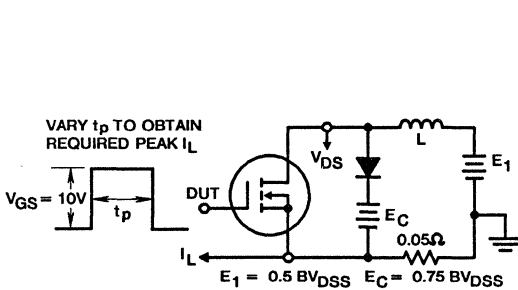 VARY tp TO OBTAIN
REQUIRED PEAK IL
VGS = 10V
tp
DUT
VDS
L
E1
EC
0.05Ω
IL
E1 = 0.5 BVDSS EC = 0.75 BVDSS